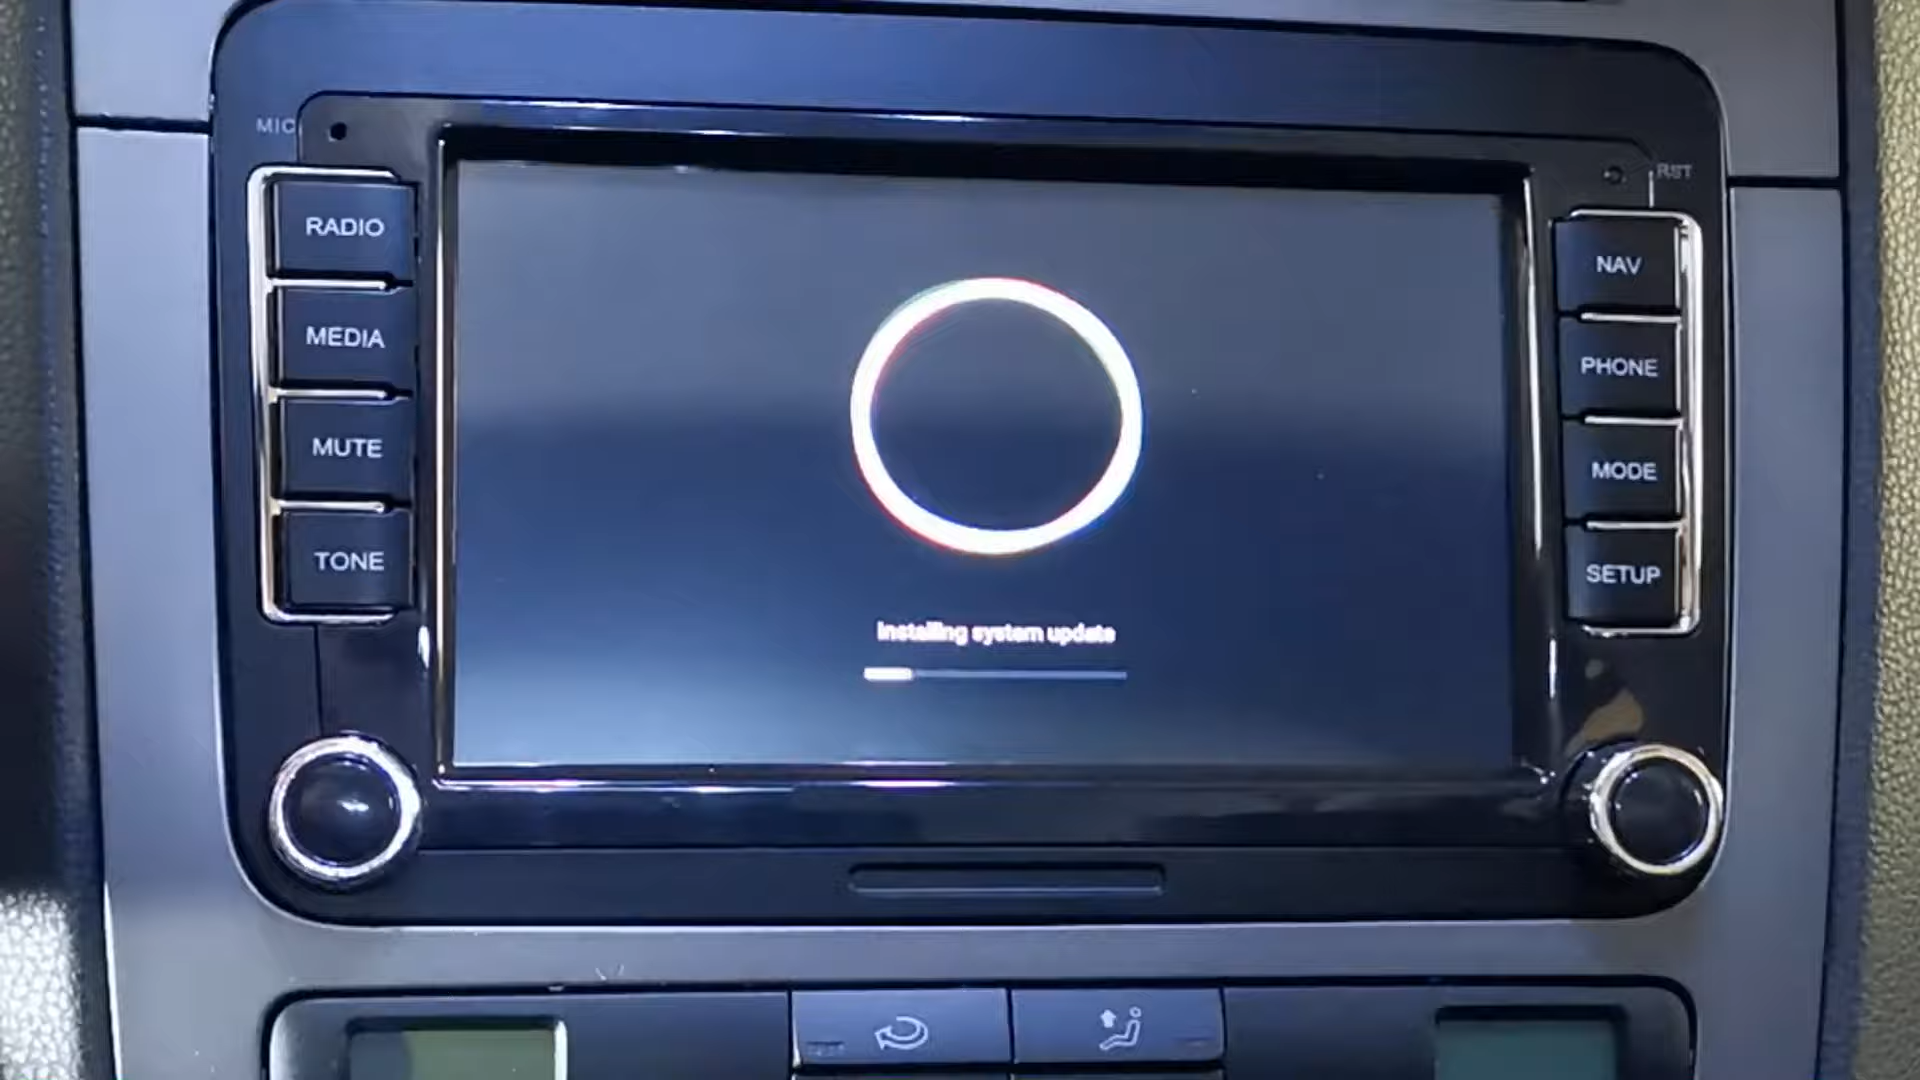 MIC
RST
RADIO
MEDIA
MUTE
TONE
NAV
PHONE
MODE
SETUP
Installing system update